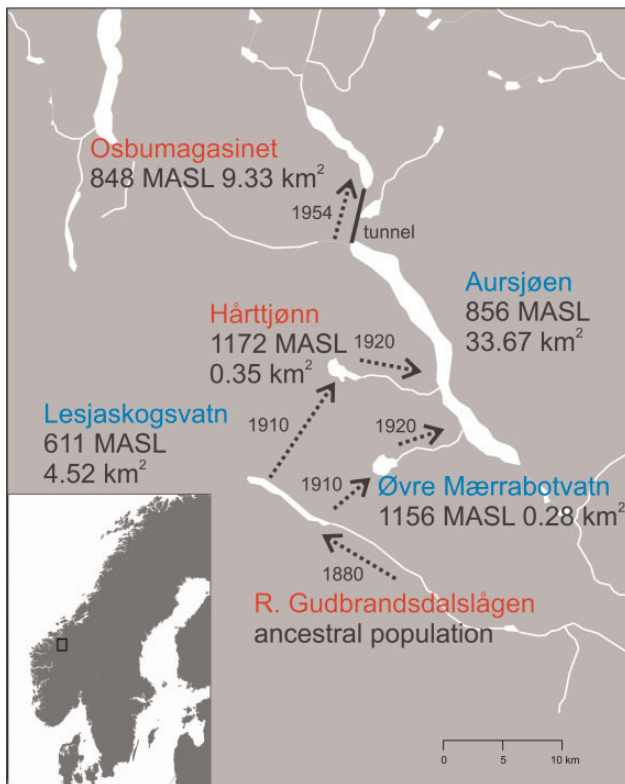 Osbumagasinet
848 MASL 9.33 km²
1954
tunnel
Aursjøen
856 MASL
33.67 km²
Hårttjønn
1172 MASL
0.35 km²
1920
Lesjaskogsvatn
611 MASL
4.52 km²
1910
1920
1910
Øvre Mærrabotvatn
1156 MASL 0.28 km²
1880
R. Gudbrandsdalslågen
ancestral population
0 5 10 km